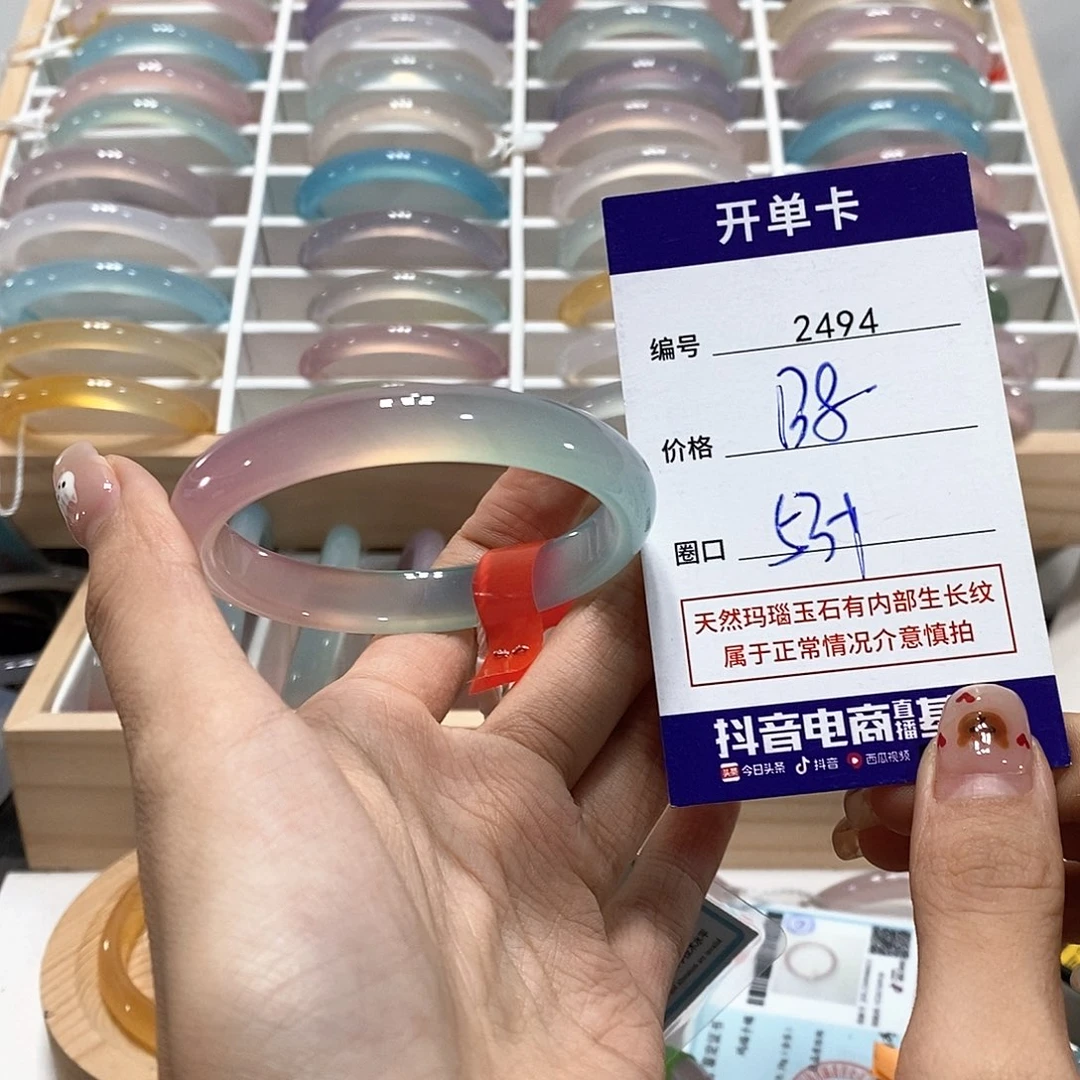 开单卡
编号 2494
价格 138
圈口 53+
天然玛瑙玉石有内部生长纹
属于正常情况介意慎拍
抖音电商直播基
今日头条 抖音 西瓜视频